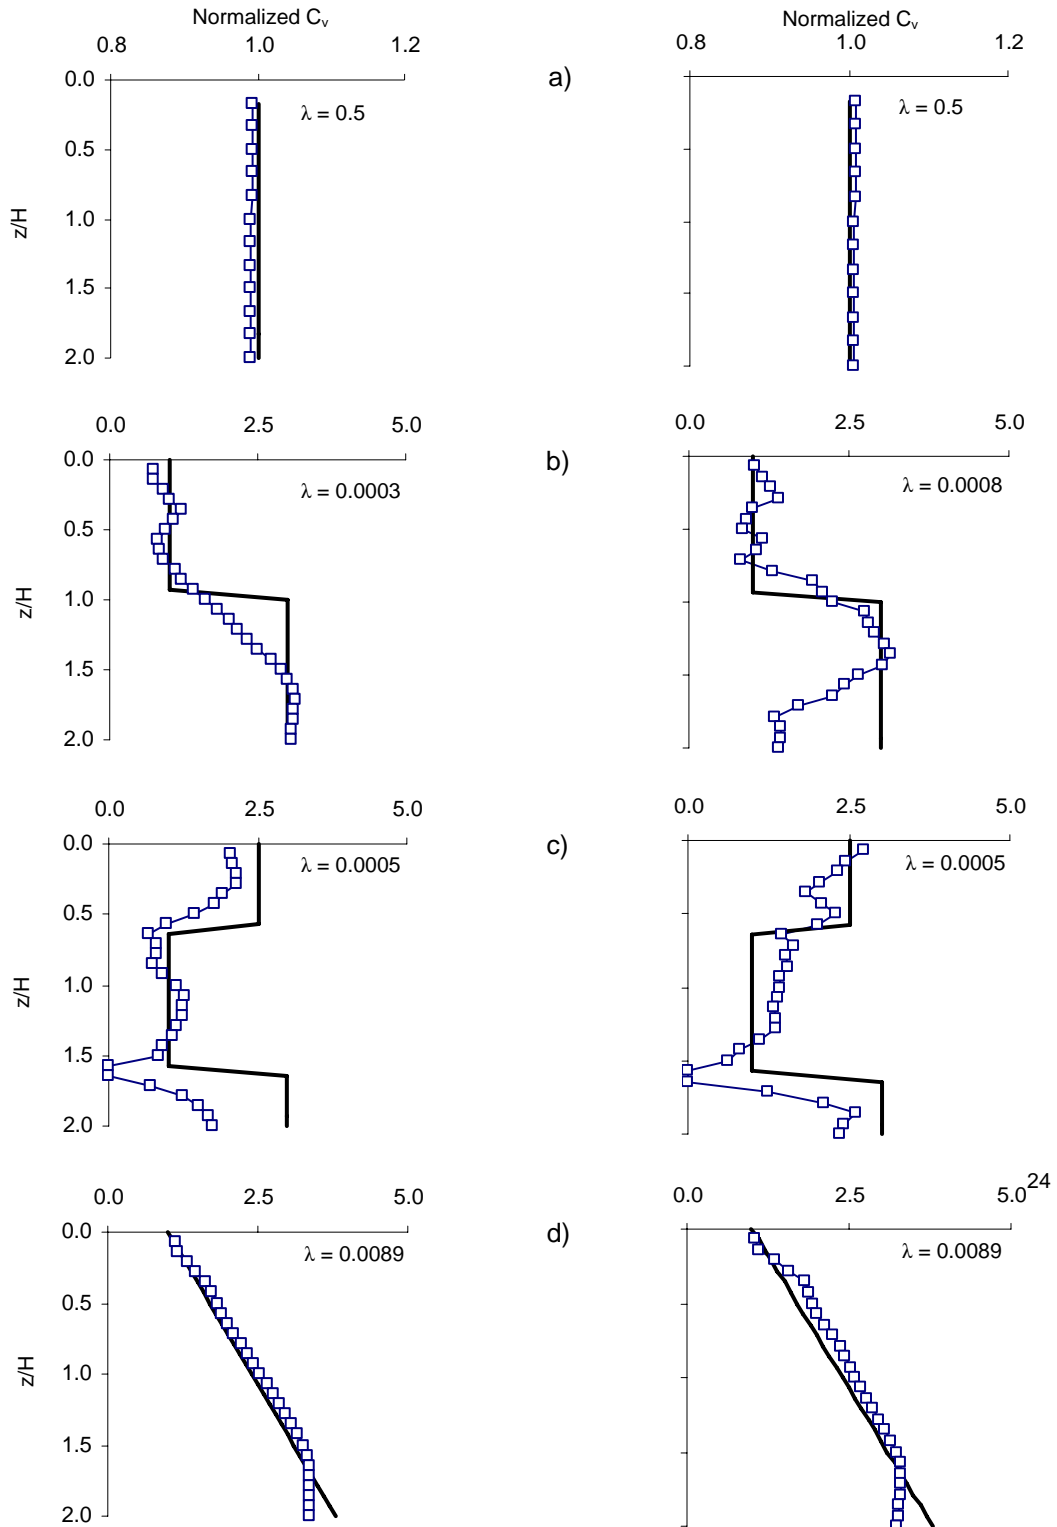 Normalized Cv
Normalized Cv
0.8 1.0 1.2
0.8 1.0 1.2
a)
0.0
0.5
1.0
1.5
2.0
z/H
λ = 0.5
λ = 0.5
0.0 2.5 5.0
0.0 2.5 5.0
b)
0.0
0.5
1.0
1.5
2.0
z/H
λ = 0.0003
λ = 0.0008
0.0 2.5 5.0
0.0 2.5 5.0
c)
0.0
0.5
1.0
1.5
2.0
z/H
λ = 0.0005
λ = 0.0005
0.0 2.5 5.0
0.0 2.5 5.0
24
d)
0.0
0.5
1.0
1.5
2.0
z/H
λ = 0.0089
λ = 0.0089